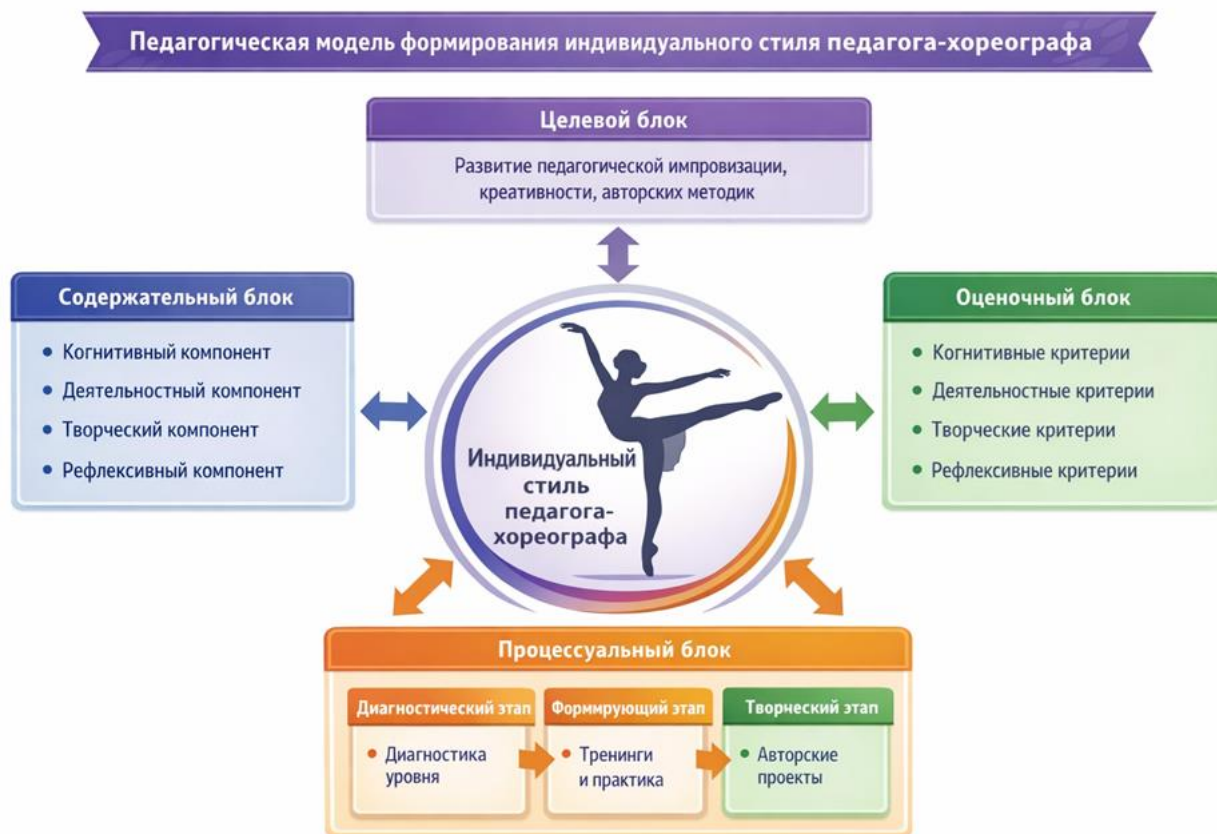 Педагогическая модель формирования индивидуального стиля педагога-хореографа
Целевой блок
Развитие педагогической импровизации,
креативности, авторских методик
Содержательный блок
• Когнитивный компонент
• Деятельностный компонент
• Творческий компонент
• Рефлексивный компонент
Индивидуальный
стиль
педагога-
хореографа
Оценочный блок
• Когнитивные критерии
• Деятельностные критерии
• Творческие критерии
• Рефлексивные критерии
Процессуальный блок
Диагностический этап
• Диагностика
уровня
Формирующий этап
• Тренинги
и практика
Творческий этап
• Авторские
проекты